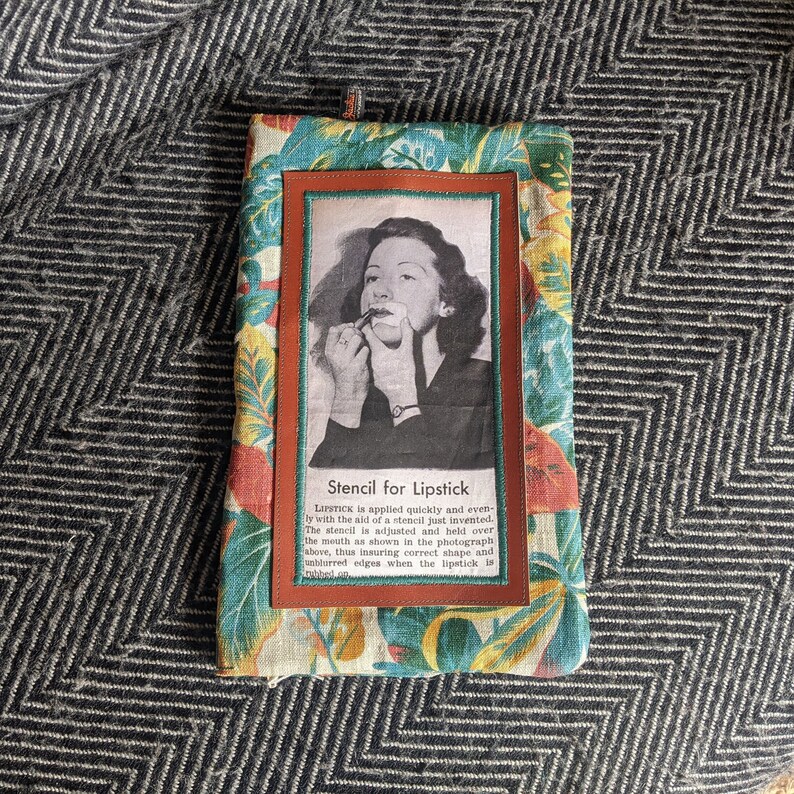 Stencil for Lipstick
LIPSTICK is applied quickly and even-
ly with the aid of a stencil just invented.
The stencil is adjusted and held over
the mouth as shown in the photograph
above, thus insuring correct shape and
unblurred edges when the lipstick is
rubbed on.